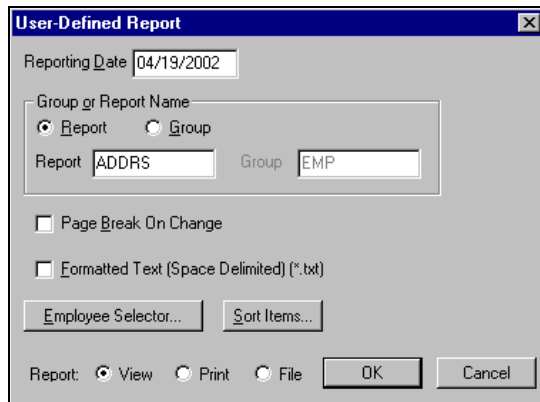 User-Defined Report
Reporting Date 04/19/2002
Group or Report Name
Report Group
Report ADDRS Group EMP
Page Break On Change
Formatted Text (Space Delimited) (*.txt)
Employee Selector... Sort Items...
Report: View Print File OK Cancel